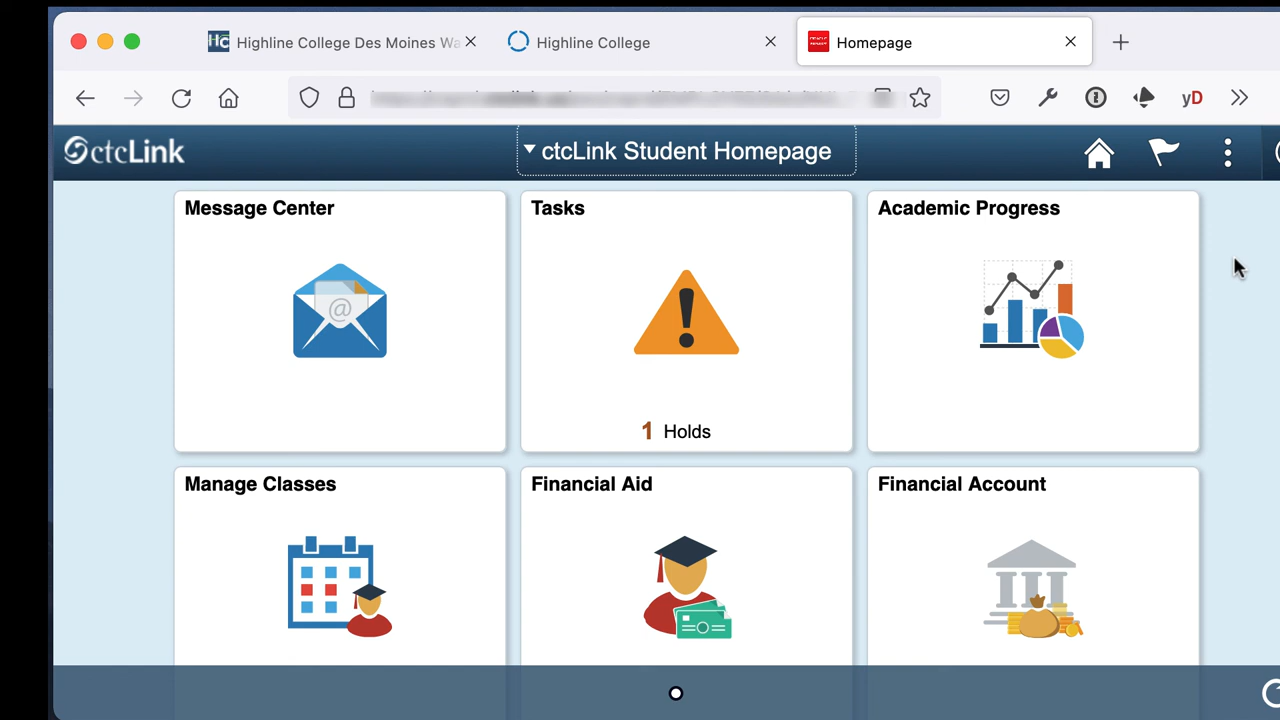 HC Highline College Des Moines Wa
Highline College
Homepage
yD
ctcLink
ctcLink Student Homepage
Message Center
Tasks
Academic Progress
@
1 Holds
Manage Classes
Financial Aid
Financial Account